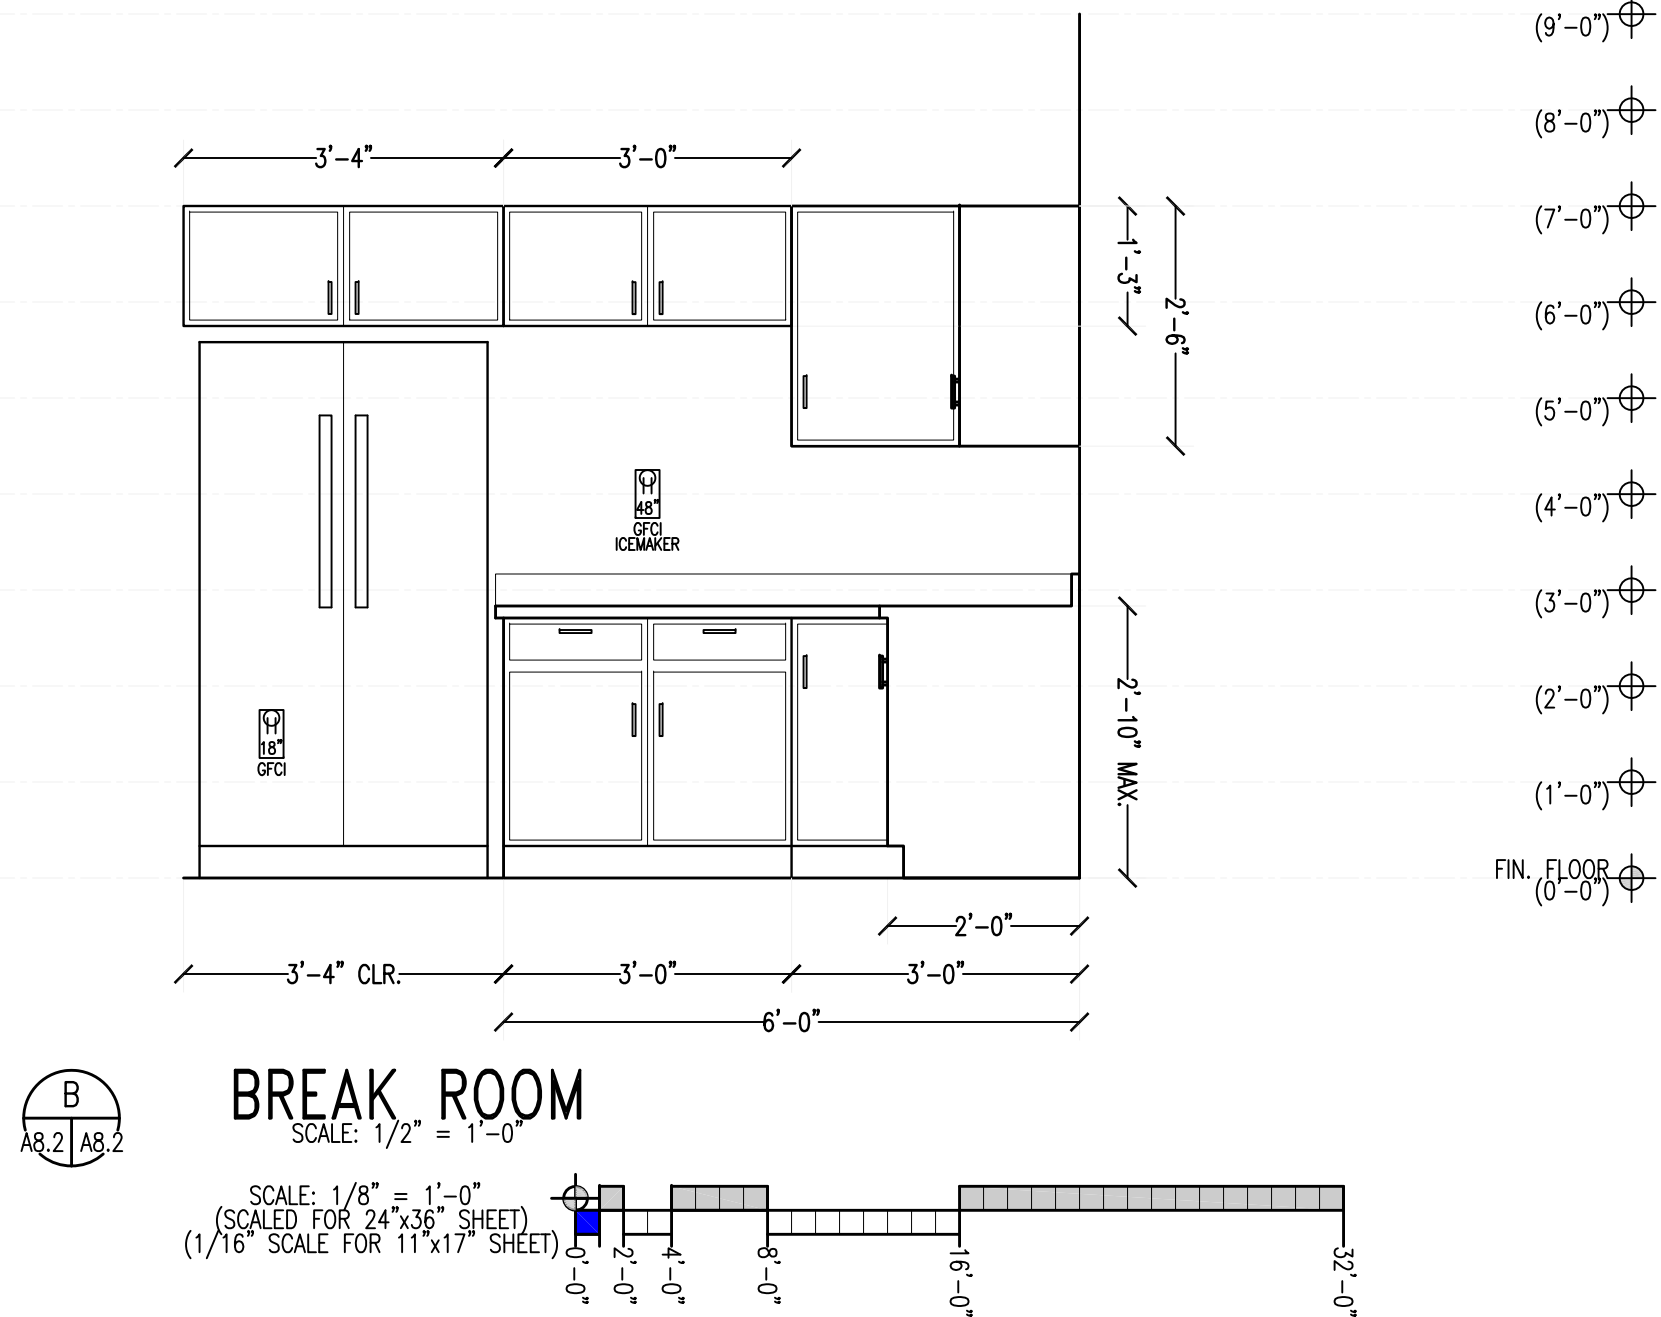 (9'-0")
(8'-0")
3'-4"
3'-0"
(7'-0")
1'-3"
2'-6"
(6'-0")
(5'-0")
48"
GFCI
ICEMAKER
(4'-0")
(3'-0")
2'-10" MAX.
(2'-0")
18"
GFCI
(1'-0")
FIN. FLOOR
(0'-0")
2'-0"
3'-4" CLR.
3'-0"
3'-0"
6'-0"
B
A8.2
A8.2
BREAK ROOM
SCALE: 1/2" = 1'-0"
SCALE: 1/8" = 1'-0"
(SCALED FOR 24"x36" SHEET)
(1/16" SCALE FOR 11"x17" SHEET)
0'-0"
2'-0"
4'-0"
8'-0"
16'-0"
32'-0"